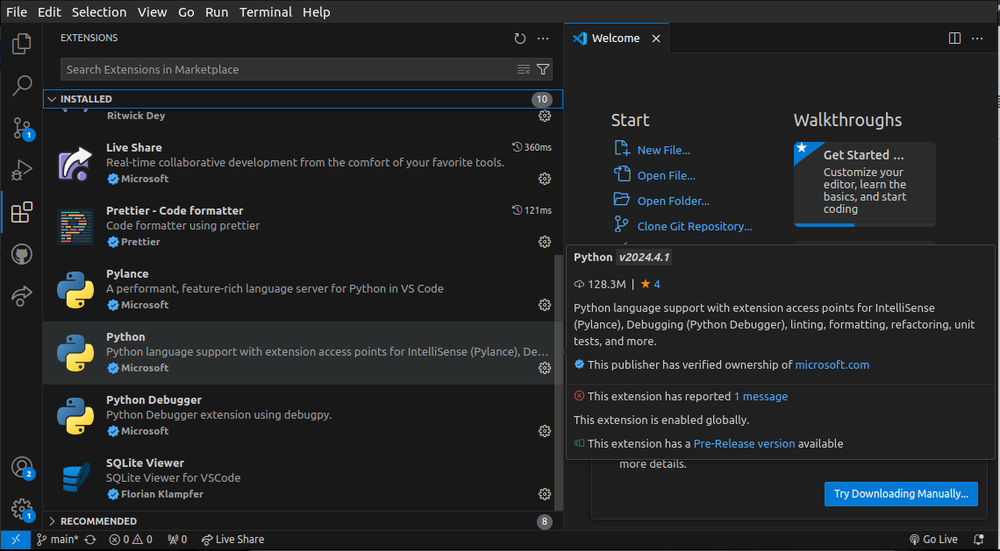 File Edit Selection View Go Run Terminal Help
EXTENSIONS
Search Extensions in Marketplace
INSTALLED
10
Ritwick Dey
Live Share
360ms
Real-time collaborative development from the comfort of your favorite tools.
Microsoft
Prettier - Code formatter
121ms
Code formatter using prettier
Prettier
Pylance
A performant, feature-rich language server for Python in VS Code
Microsoft
Python
Python language support with extension access points for IntelliSense (Pylance), De...
Microsoft
Python Debugger
Python Debugger extension using debugpy.
Microsoft
SQLite Viewer
SQLite Viewer for VSCode
Florian Klampfer
RECOMMENDED
8
1
2
1
Welcome
Start
New File...
Open File...
Open Folder...
Clone Git Repository...
Walkthroughs
Get Started ...
Customize your
editor, learn the
basics, and start
coding
Python v2024.4.1
128.3M | 4
Python language support with extension access points for IntelliSense
(Pylance), Debugging (Python Debugger), linting, formatting, refactoring, unit
tests, and more.
This publisher has verified ownership of microsoft.com
This extension has reported 1 message
This extension is enabled globally.
This extension has a Pre-Release version available
more details.
Try Downloading Manually...
main* 0 0 0 Live Share
Go Live